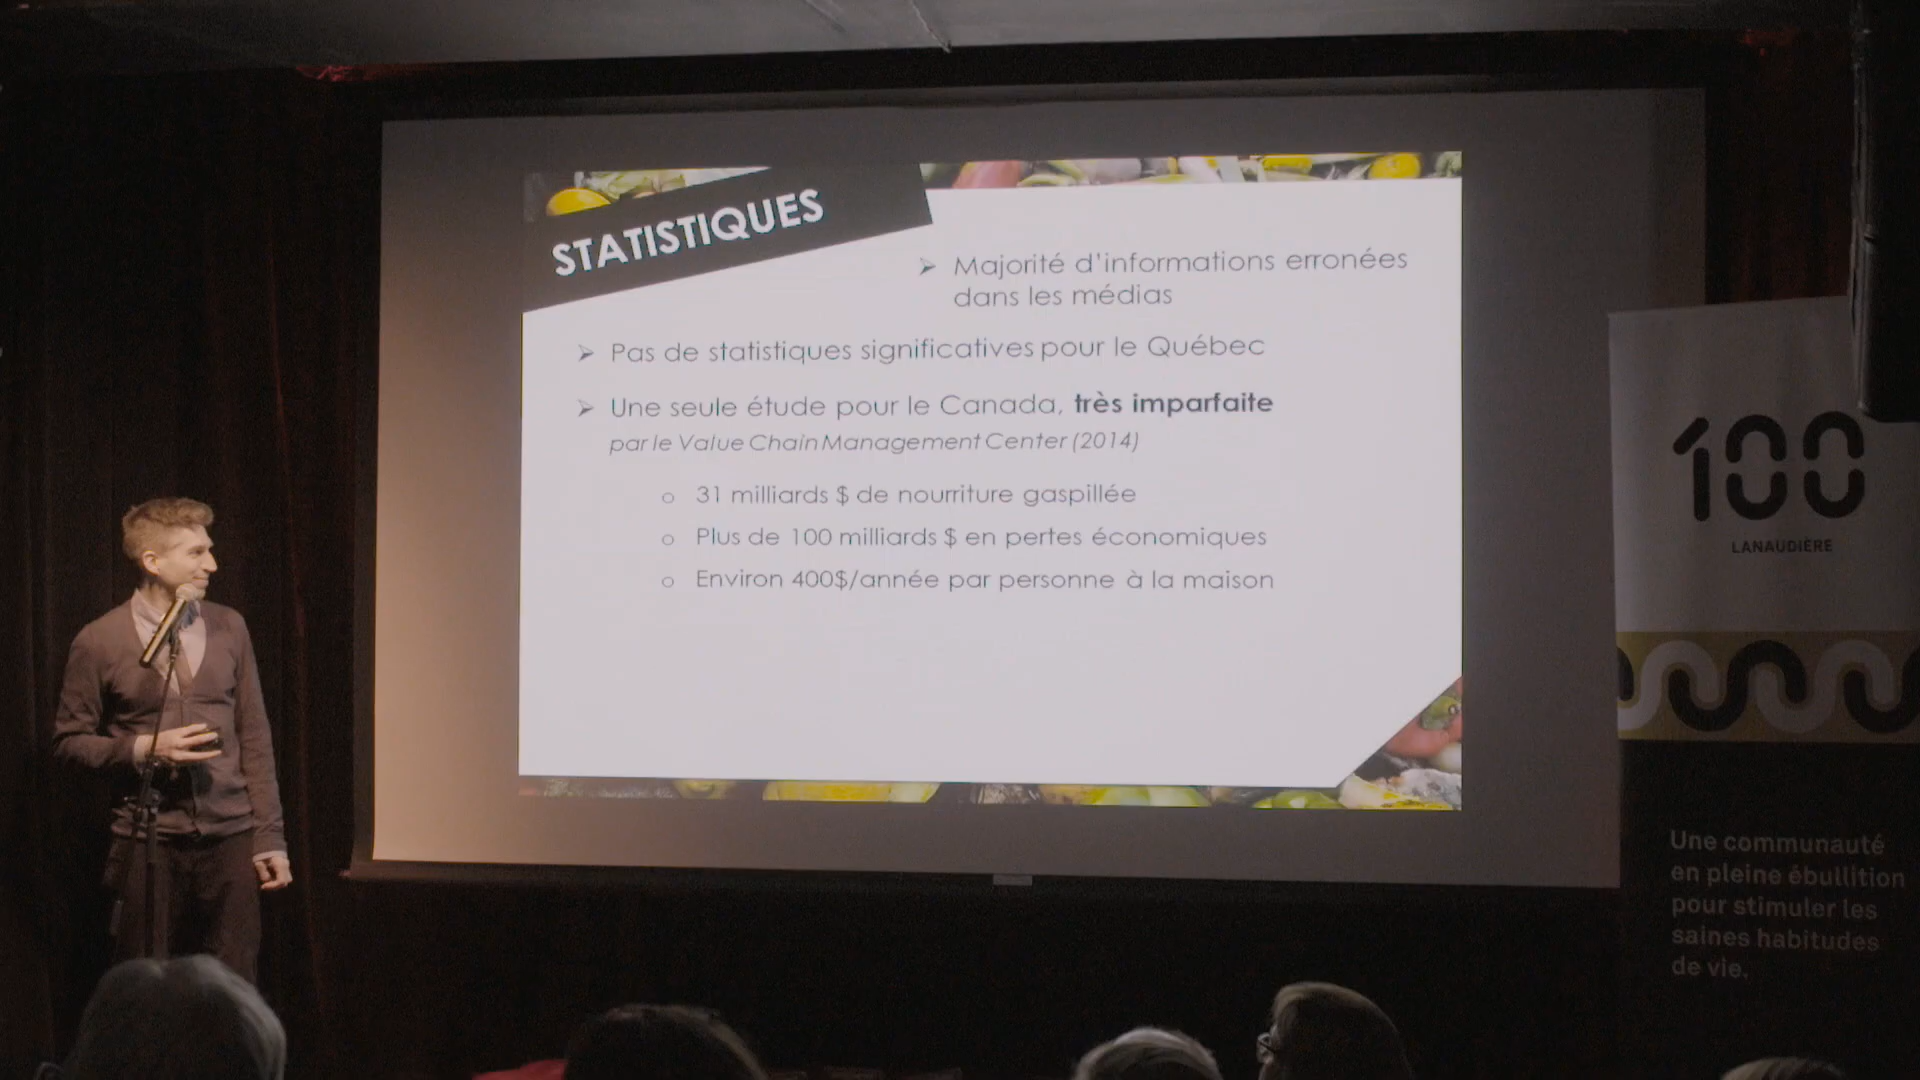 STATISTIQUES
➢ Majorité d'informations erronées
dans les médias
➢ Pas de statistiques significatives pour le Québec
➢ Une seule étude pour le Canada, très imparfaite
par le Value Chain Management Center (2014)
o 31 milliards $ de nourriture gaspillée
o Plus de 100 milliards $ en pertes économiques
o Environ 400$/année par personne à la maison
100
LANAUDIÈRE
Une communauté
en pleine ébullition
pour stimuler les
saines habitudes
de vie.